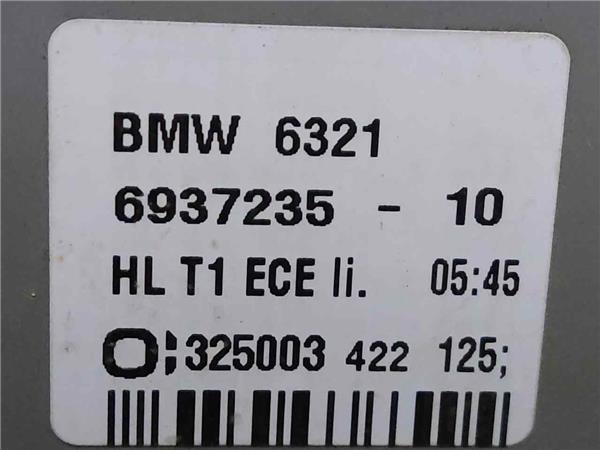 BMW 6321
6937235 - 10
HL T1 ECE li. 05:45
O; 325003 422 125;